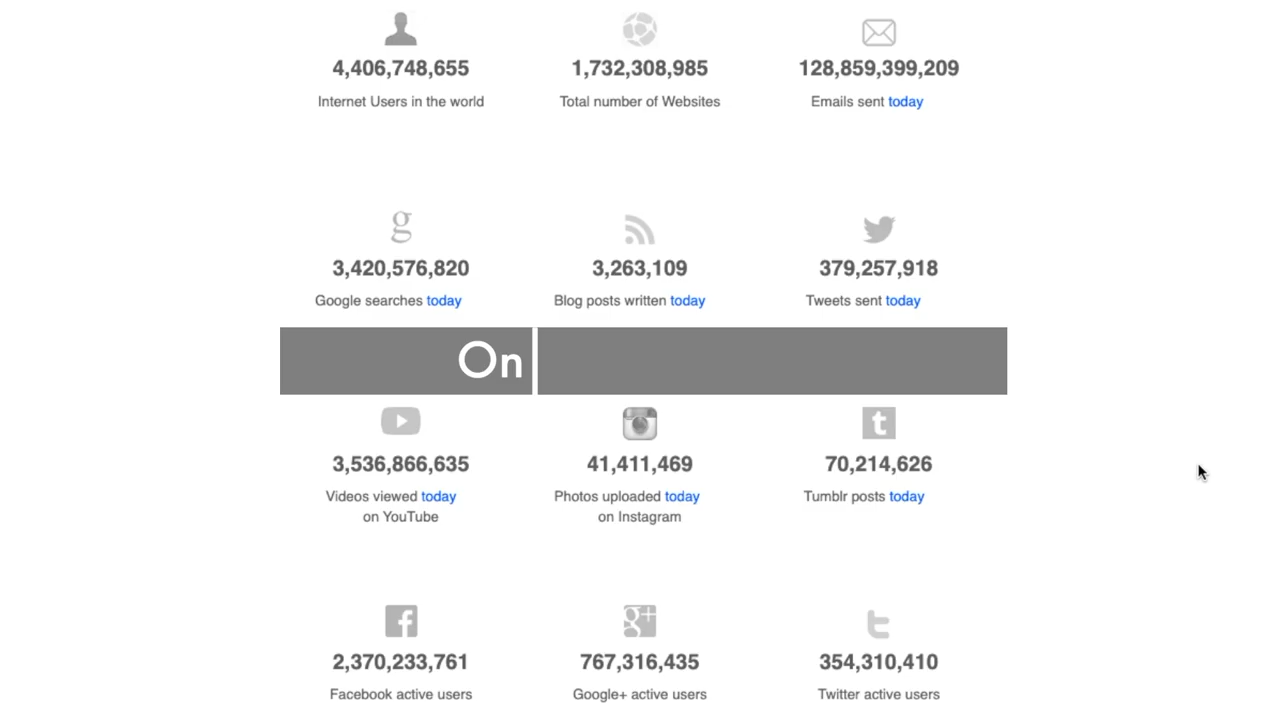 4,406,748,655
Internet Users in the world
1,732,308,985
Total number of Websites
128,859,399,209
Emails sent today
g
3,420,576,820
Google searches today
3,263,109
Blog posts written today
379,257,918
Tweets sent today
On
3,536,866,635
Videos viewed today
on YouTube
41,411,469
Photos uploaded today
on Instagram
t
70,214,626
Tumblr posts today
f
2,370,233,761
Facebook active users
g+
767,316,435
Google+ active users
t
354,310,410
Twitter active users